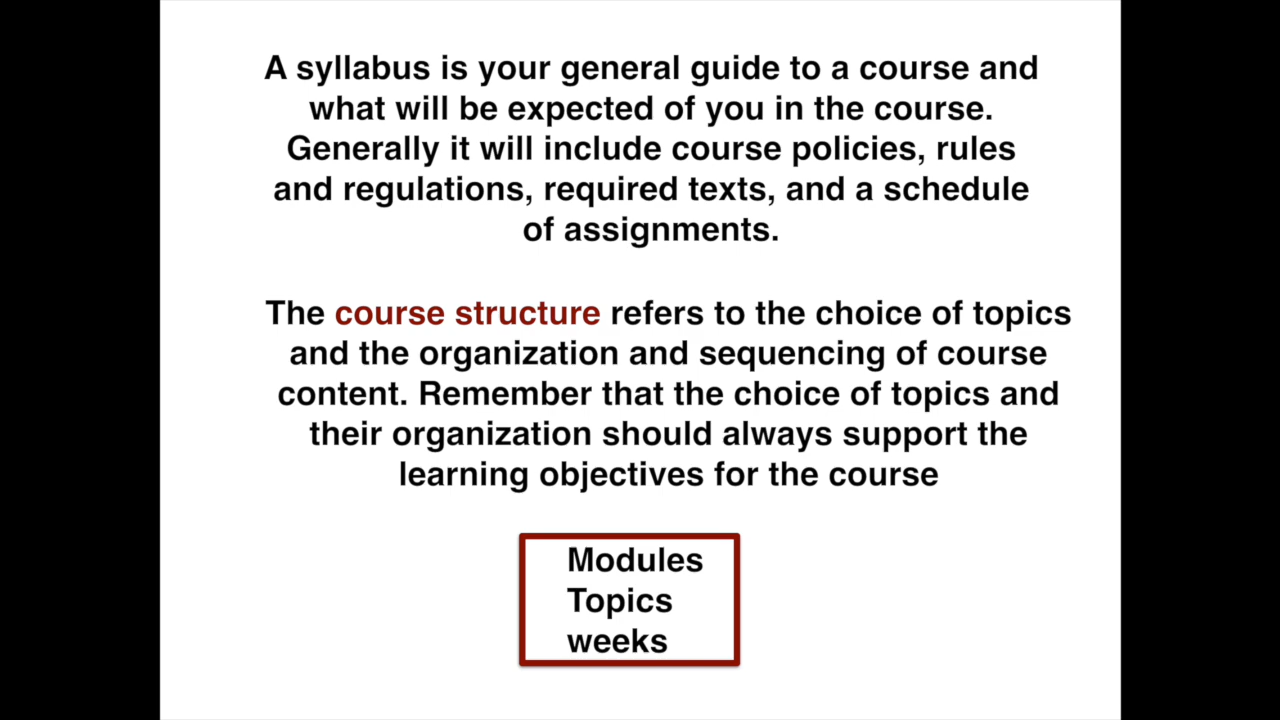 A syllabus is your general guide to a course and
what will be expected of you in the course.
Generally it will include course policies, rules
and regulations, required texts, and a schedule
of assignments.
The course structure refers to the choice of topics
and the organization and sequencing of course
content. Remember that the choice of topics and
their organization should always support the
learning objectives for the course
Modules
Topics
weeks